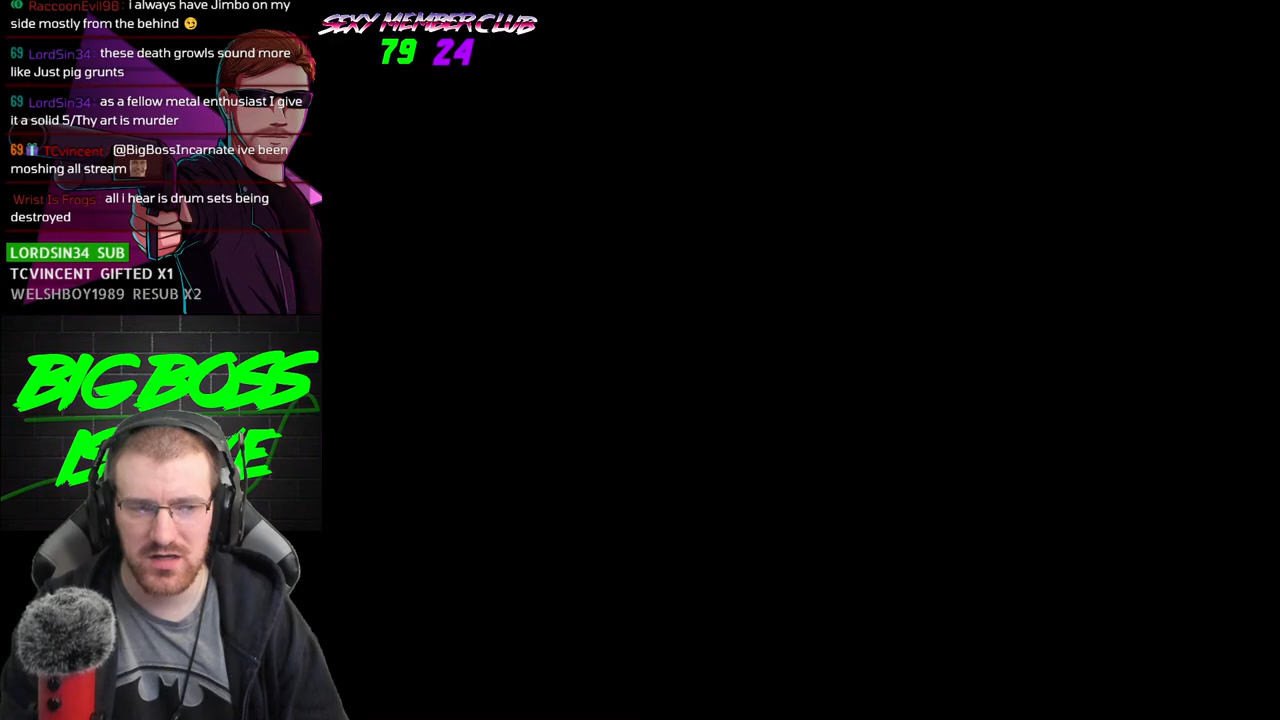 RaccoonEvil98: i always have Jimbo on my
side mostly from the behind 😏
69 LordSin34: these death growls sound more
like Just pig grunts
69 LordSin34: as a fellow metal enthusiast I give
it a solid 5/Thy art is murder
69 TCvincent: @BigBossIncarnate ive been
moshing all stream
Wrist Is Frogs: all i hear is drum sets being
destroyed
LORDSIN34 SUB
TCVINCENT GIFTED X1
WELSHBOY1989 RESUB X2
SEXY MEMBER CLUB
79 24
BIG BOSS